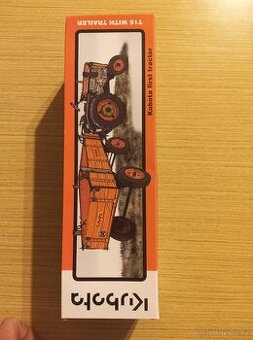 Kubota
T15 WITH TRAILER
Kubota first tractor